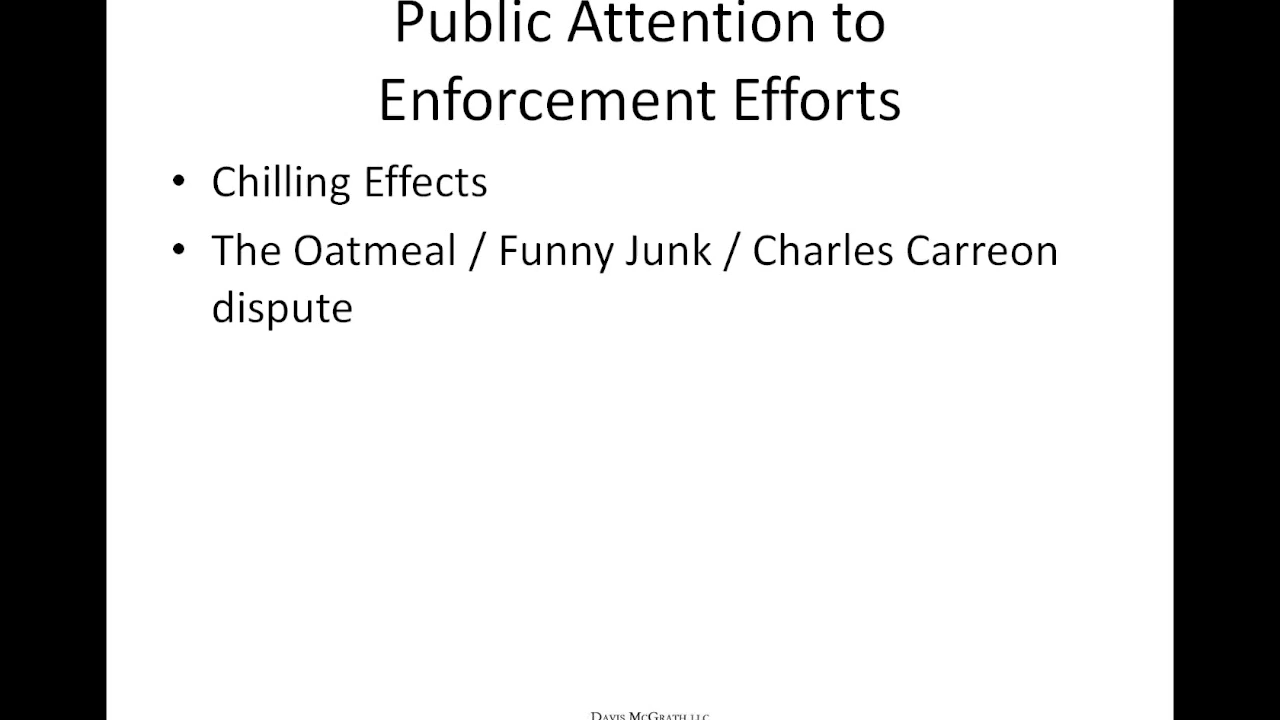 Public Attention to
Enforcement Efforts
• Chilling Effects
• The Oatmeal / Funny Junk / Charles Carreon
dispute
DAVIS MCGRATH LLC